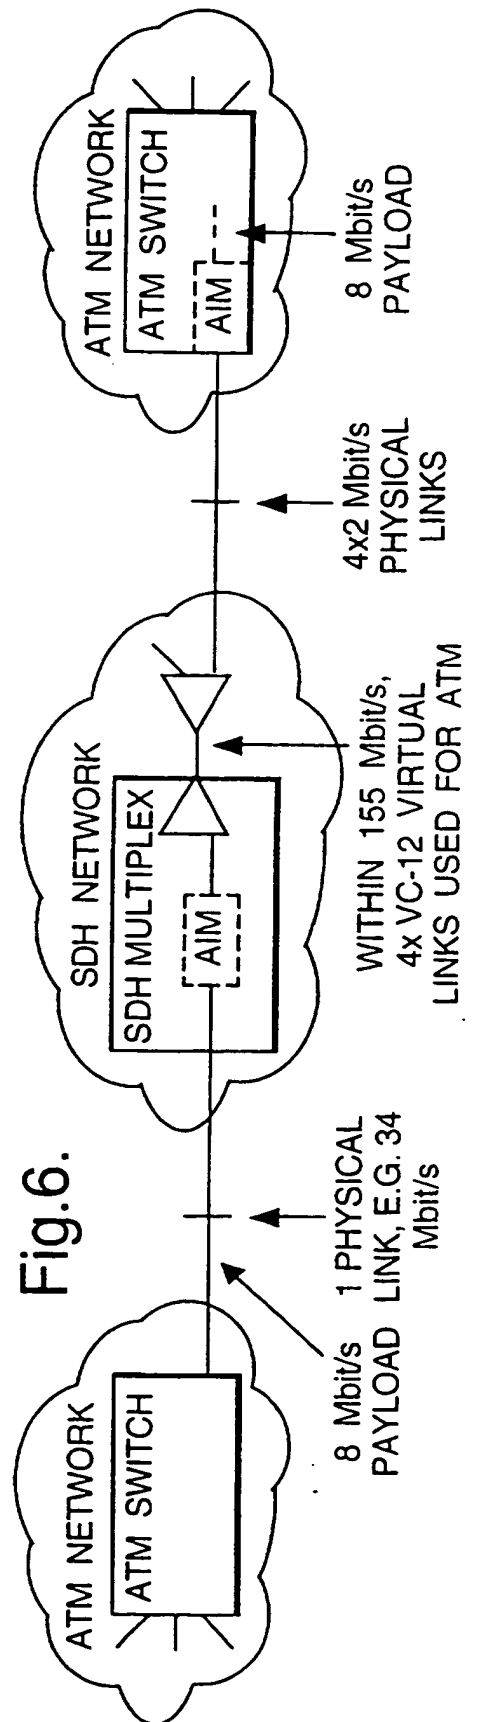 Fig.6.
ATM NETWORK
ATM SWITCH
8 Mbit/s
PAYLOAD
1 PHYSICAL
LINK, E.G. 34
Mbit/s
SDH NETWORK
SDH MULTIPLEX
AIM
WITHIN 155 Mbit/s,
4x VC-12 VIRTUAL
LINKS USED FOR ATM
4x2 Mbit/s
PHYSICAL
LINKS
ATM NETWORK
ATM SWITCH
AIM
8 Mbit/s
PAYLOAD